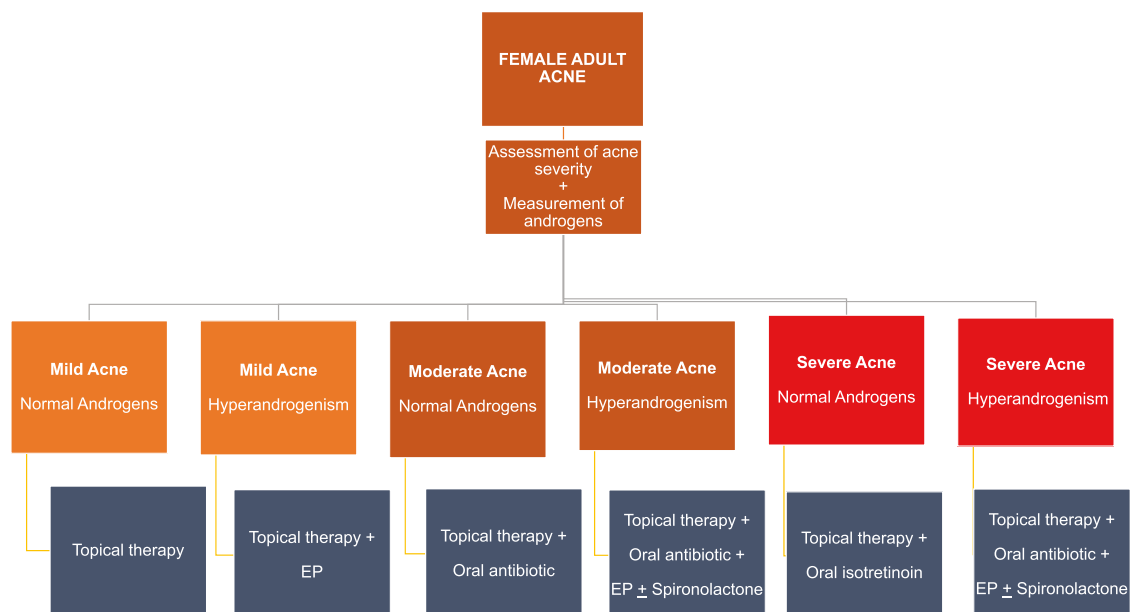 FEMALE ADULT
ACNE
Assessment of acne
severity
+
Measurement of
androgens
Mild Acne
Normal Androgens
Mild Acne
Hyperandrogenism
Moderate Acne
Normal Androgens
Moderate Acne
Hyperandrogenism
Severe Acne
Normal Androgens
Severe Acne
Hyperandrogenism
Topical therapy
Topical therapy +
EP
Topical therapy +
Oral antibiotic
Topical therapy +
Oral antibiotic +
EP ± Spironolactone
Topical therapy +
Oral isotretinoin
Topical therapy +
Oral antibiotic +
EP ± Spironolactone